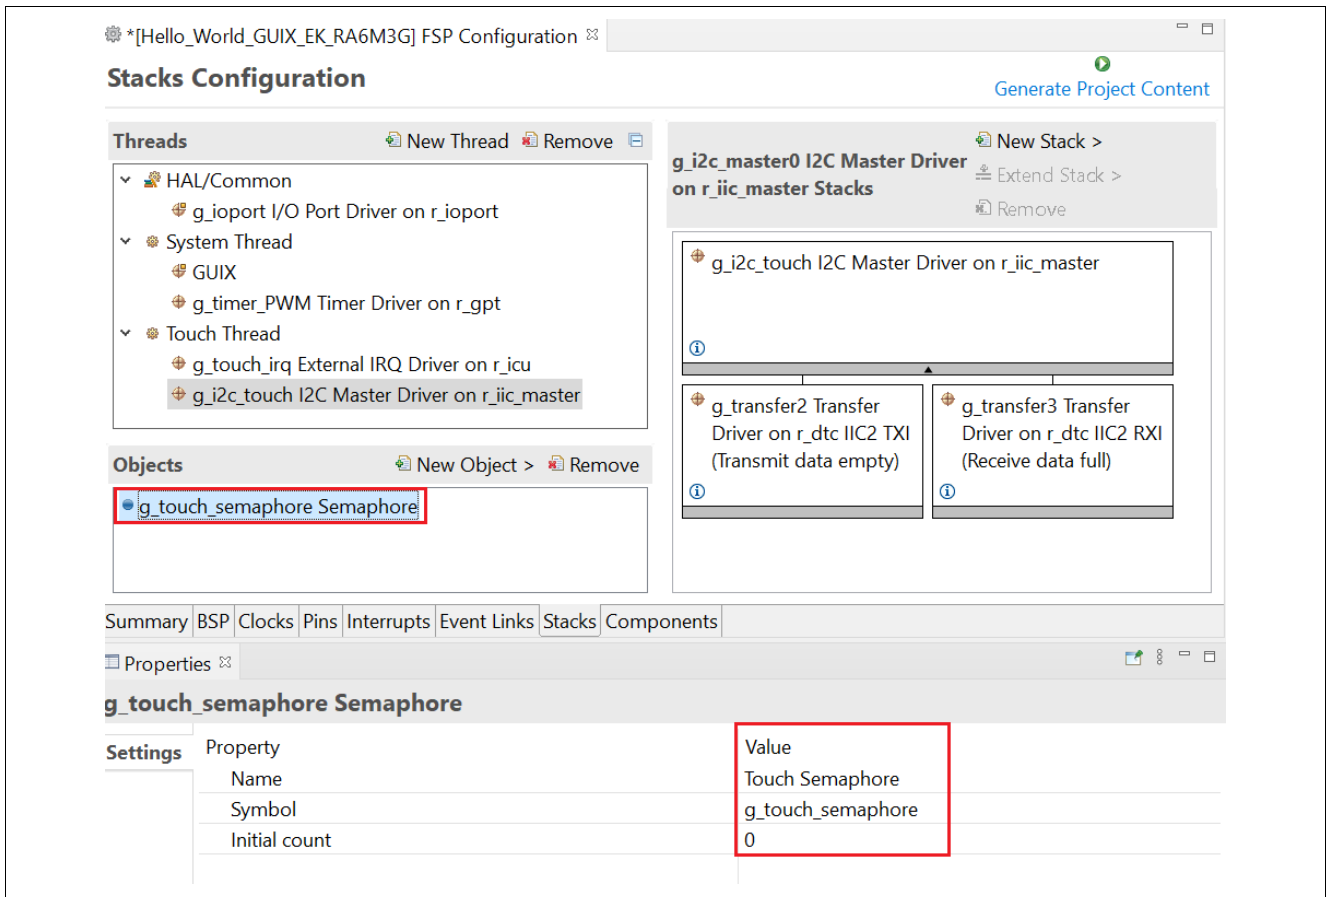 *[Hello_World_GUIX_EK_RA6M3G] FSP Configuration
Stacks Configuration
Generate Project Content
Threads
New Thread
Remove
HAL/Common
g_ioport I/O Port Driver on r_ioport
System Thread
GUIX
g_timer_PWM Timer Driver on r_gpt
Touch Thread
g_touch_irq External IRQ Driver on r_icu
g_i2c_touch I2C Master Driver on r_iic_master
Objects
New Object >
Remove
g_touch_semaphore Semaphore
g_i2c_master0 I2C Master Driver
on r_iic_master Stacks
New Stack >
Extend Stack >
Remove
g_i2c_touch I2C Master Driver on r_iic_master
g_transfer2 Transfer
Driver on r_dtc IIC2 TXI
(Transmit data empty)
g_transfer3 Transfer
Driver on r_dtc IIC2 RXI
(Receive data full)
Summary BSP Clocks Pins Interrupts Event Links Stacks Components
Properties
g_touch_semaphore Semaphore
Settings
Property Value
Name Touch Semaphore
Symbol g_touch_semaphore
Initial count 0